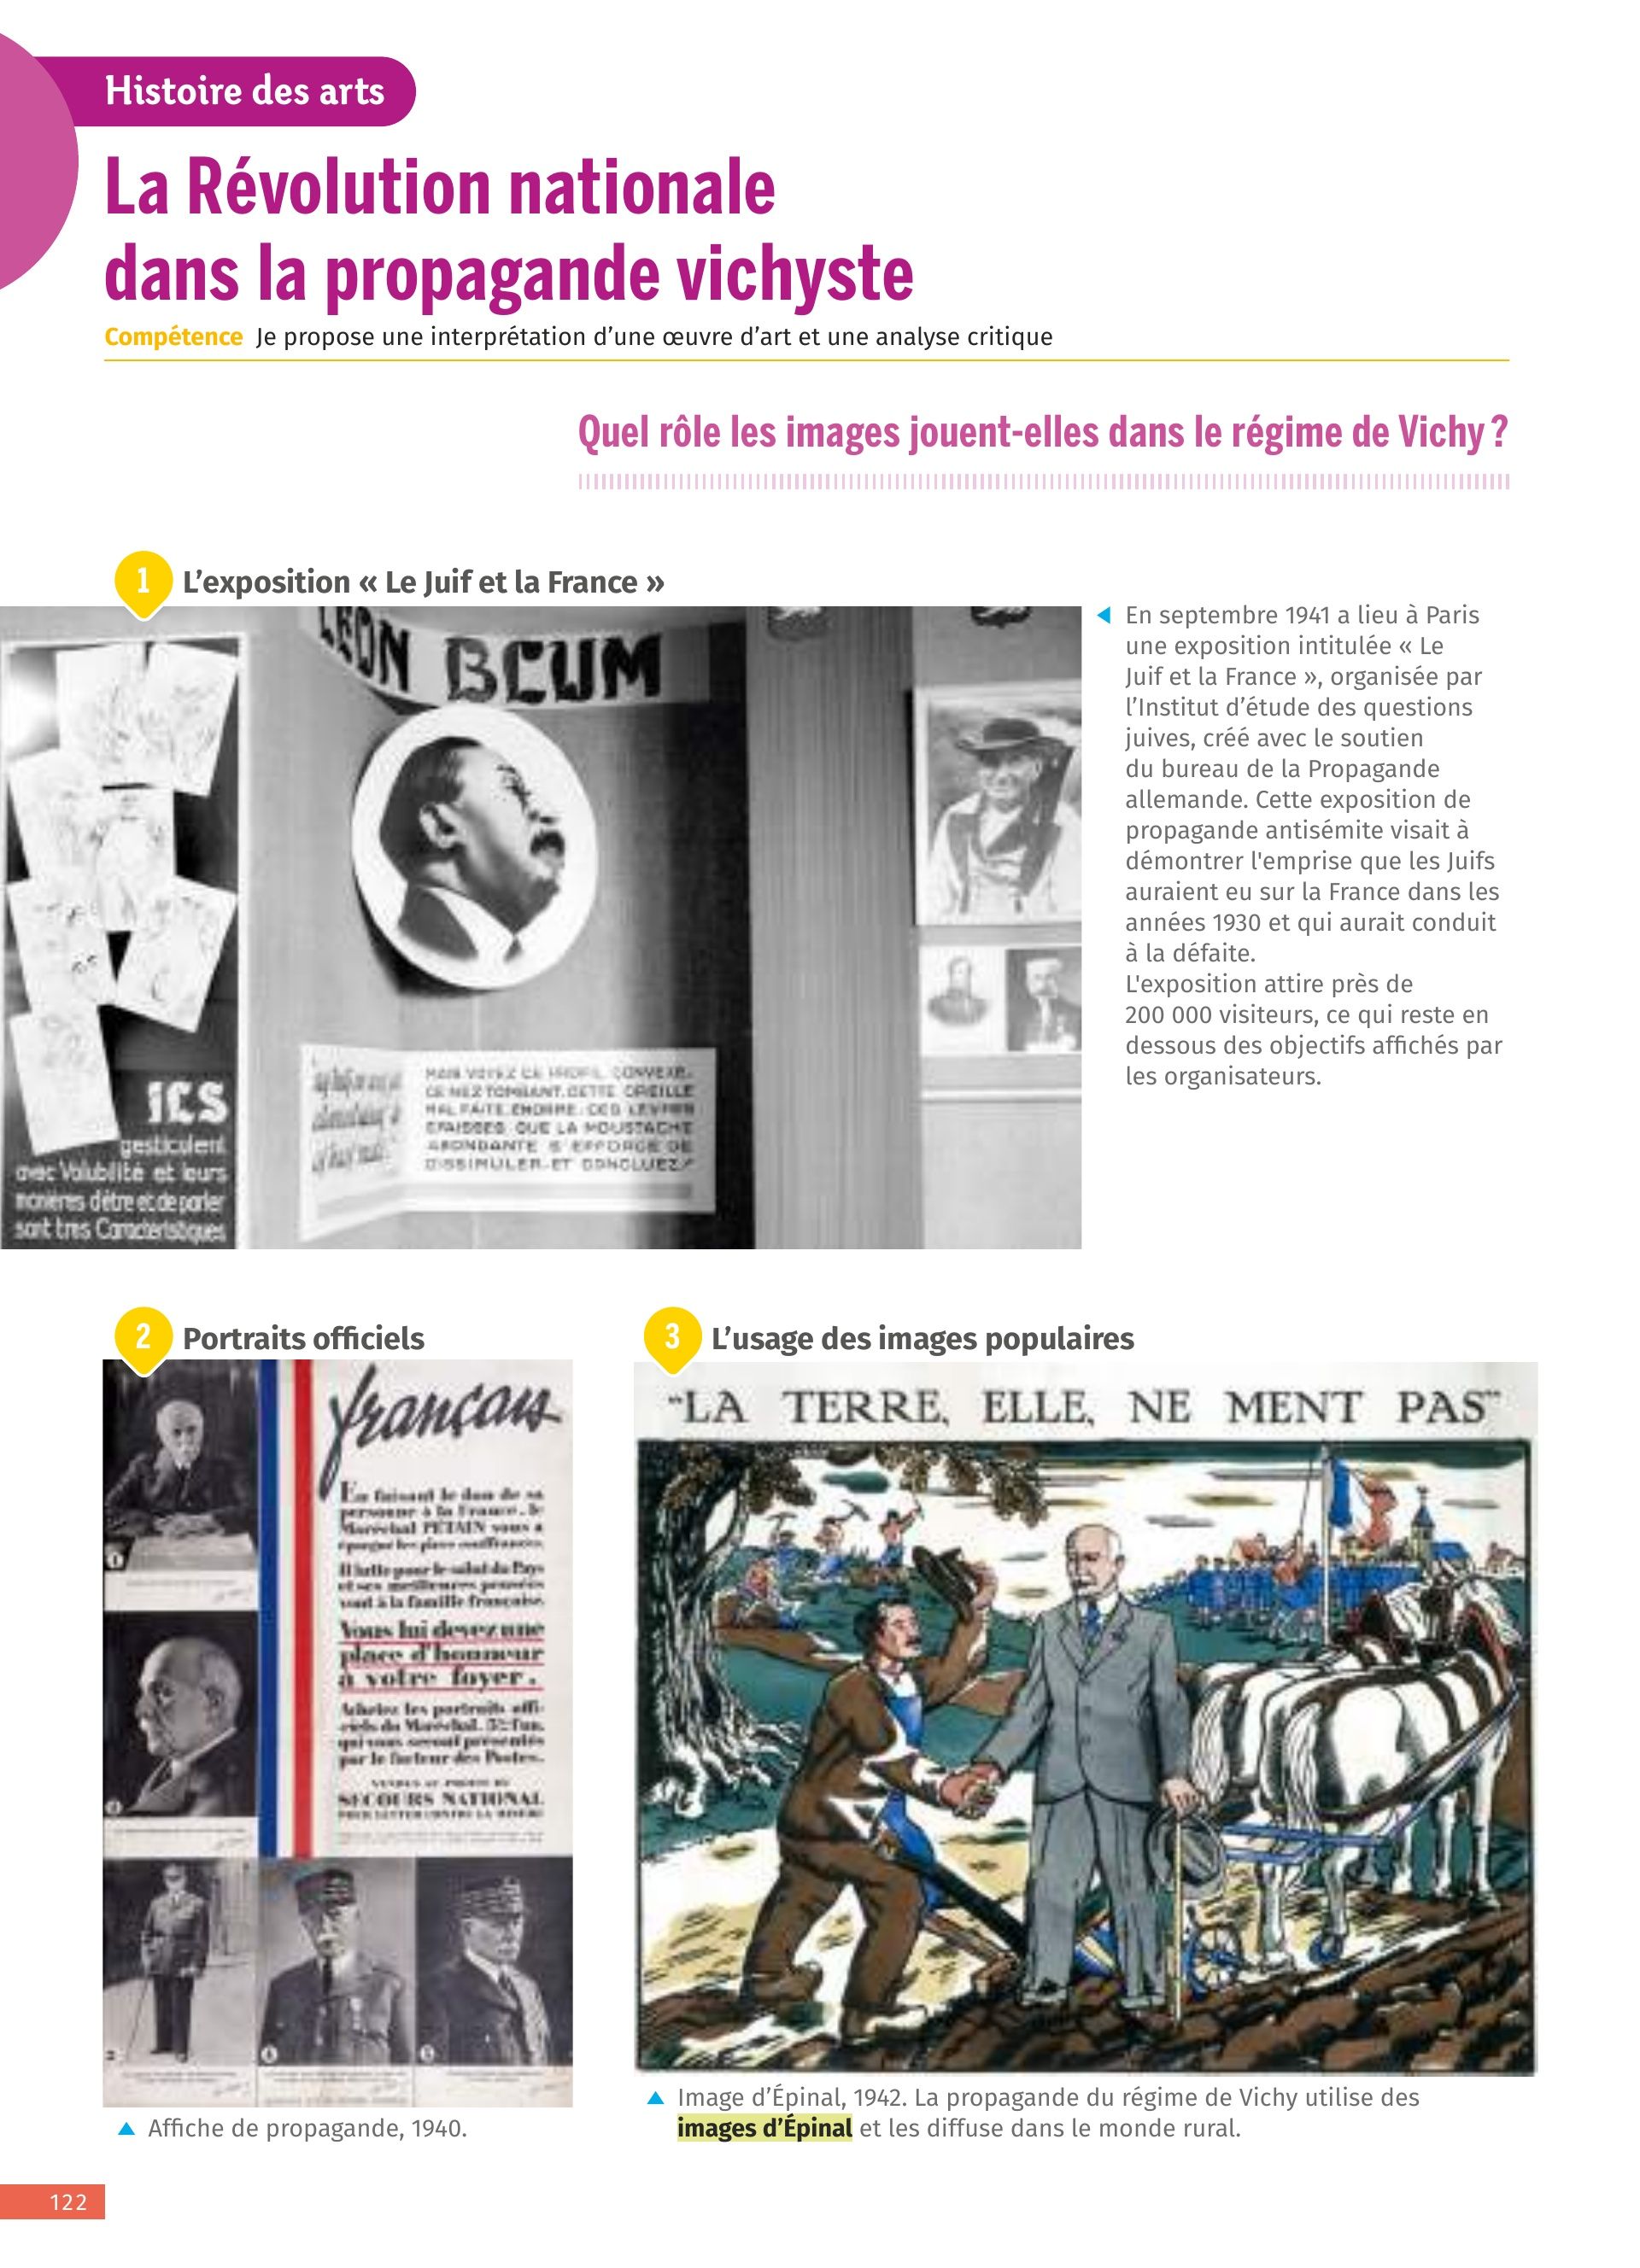 Histoire des arts
La Révolution nationale
dans la propagande vichyste
Compétence Je propose une interprétation d’une œuvre d’art et une analyse critique
Quel rôle les images jouent-elles dans le régime de Vichy ?
1 L’exposition « Le Juif et la France »
LÉON BLUM
ILS
gesticulent
avec Volubilité et leurs
manières d'être et de parler
sont tres Caractéristiques
MAIS VOYEZ CE PROFIL CONVEXE,
CE NEZ TOMBANT, CETTE OREILLE
MAL FAITE, ENORME, CES LEVRES
EPAISSES QUE LA MOUSTACHE
ABONDANTE S'EFFORCE DE
DISSIMULER, ET CONCLUEZ!
En septembre 1941 a lieu à Paris
une exposition intitulée « Le
Juif et la France », organisée par
l’Institut d’étude des questions
juives, créé avec le soutien
du bureau de la Propagande
allemande. Cette exposition de
propagande antisémite visait à
démontrer l'emprise que les Juifs
auraient eu sur la France dans les
années 1930 et qui aurait conduit
à la défaite.
L'exposition attire près de
200 000 visiteurs, ce qui reste en
dessous des objectifs affichés par
les organisateurs.
2 Portraits officiels
français
En faisant le don de sa
personne à la France, le
Maréchal PÉTAIN vous a
épargné les pires souffrances.
Il lutte pour le salut du Pays
et ses meilleures pensées
vont à la famille française.
Vous lui devez une
place d'honneur
à votre foyer.
Achetez les portraits offi-
ciels du Maréchal, 5 fr l'un,
qui vous seront présentés
par le facteur des Postes.
VENDUS AU PROFIT DU
SECOURS NATIONAL
POUR LUTTER CONTRE LA MISÈRE
Affiche de propagande, 1940.
3 L’usage des images populaires
"LA TERRE, ELLE, NE MENT PAS"
Image d’Épinal, 1942. La propagande du régime de Vichy utilise des
images d’Épinal et les diffuse dans le monde rural.
122